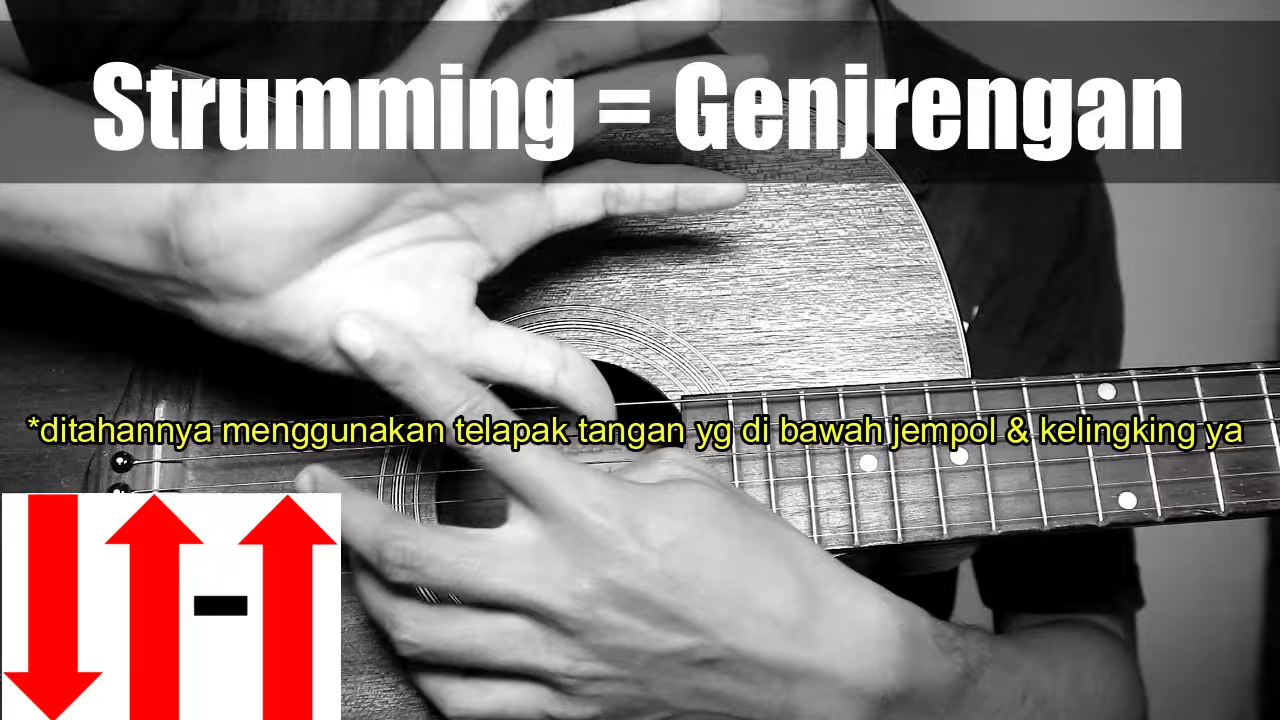 Strumming = Genjrengan
*ditahannya menggunakan telapak tangan yg di bawah jempol & kelingking ya